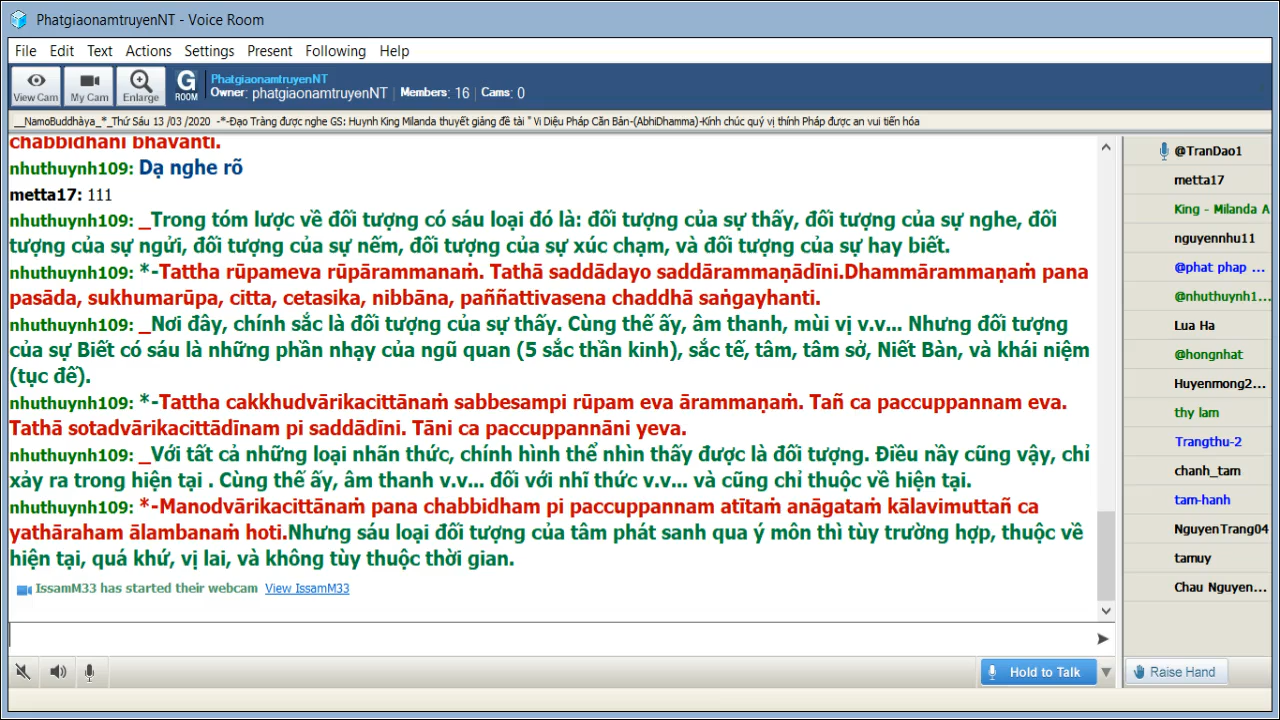 PhatgiaonamtruyenNT - Voice Room
File Edit Text Actions Settings Present Following Help
View Cam My Cam Enlarge G ROOM
PhatgiaonamtruyenNT
Owner: phatgiaonamtruyenNT Members: 16 Cams: 0
__NamoBuddhàya_*_Thứ Sáu 13 /03 /2020 -*-Đạo Tràng được nghe GS: Huynh King Milanda thuyết giảng đề tài " Vi Diệu Pháp Căn Bản-(AbhiDhamma)-Kính chúc quý vị thính Pháp được an vui tiến hóa
chabbidhāni bhavanti.
nhuthuynh109: Dạ nghe rõ
metta17: 111
nhuthuynh109: _Trong tóm lược về đối tượng có sáu loại đó là: đối tượng của sự thấy, đối tượng của sự nghe, đối
tượng của sự ngửi, đối tượng của sự nếm, đối tượng của sự xúc chạm, và đối tượng của sự hay biết.
nhuthuynh109: *-Tattha rūpameva rūpārammanaṁ. Tathā saddādayo saddārammaṇādīni.Dhammārammaṇaṁ pana
pasāda, sukhumarūpa, citta, cetasika, nibbāna, paññattivasena chaddhā saṅgayhanti.
nhuthuynh109: _Nơi đây, chính sắc là đối tượng của sự thấy. Cùng thế ấy, âm thanh, mùi vị v.v... Nhưng đối tượng
của sự Biết có sáu là những phần nhạy của ngũ quan (5 sắc thần kinh), sắc tế, tâm, tâm sở, Niết Bàn, và khái niệm
(tục đế).
nhuthuynh109: *-Tattha cakkhudvārikacittānaṁ sabbesampi rūpam eva ārammaṇaṁ. Tañ ca paccuppannam eva.
Tathā sotadvārikacittādīnam pi saddādīni. Tāni ca paccuppannāni yeva.
nhuthuynh109: _Với tất cả những loại nhãn thức, chính hình thể nhìn thấy được là đối tượng. Điều nầy cũng vậy, chỉ
xảy ra trong hiện tại . Cùng thế ấy, âm thanh v.v... đối với nhĩ thức v.v... và cũng chỉ thuộc về hiện tại.
nhuthuynh109: *-Manodvārikacittānaṁ pana chabbidham pi paccuppannam atītaṁ anāgataṁ kālavimuttañ ca
yathāraham ālambanaṁ hoti.Nhưng sáu loại đối tượng của tâm phát sanh qua ý môn thì tùy trường hợp, thuộc về
hiện tại, quá khứ, vị lai, và không tùy thuộc thời gian.
IssamM33 has started their webcam View IssamM33
@TranDao1
metta17
King - Milanda A
nguyennhu11
@phat phap ...
@nhuthuynh1...
Lua Ha
@hongnhat
Huyenmong2...
thy lam
Trangthu-2
chanh_tam
tam-hanh
NguyenTrang04
tamuy
Chau Nguyen...
Hold to Talk
Raise Hand